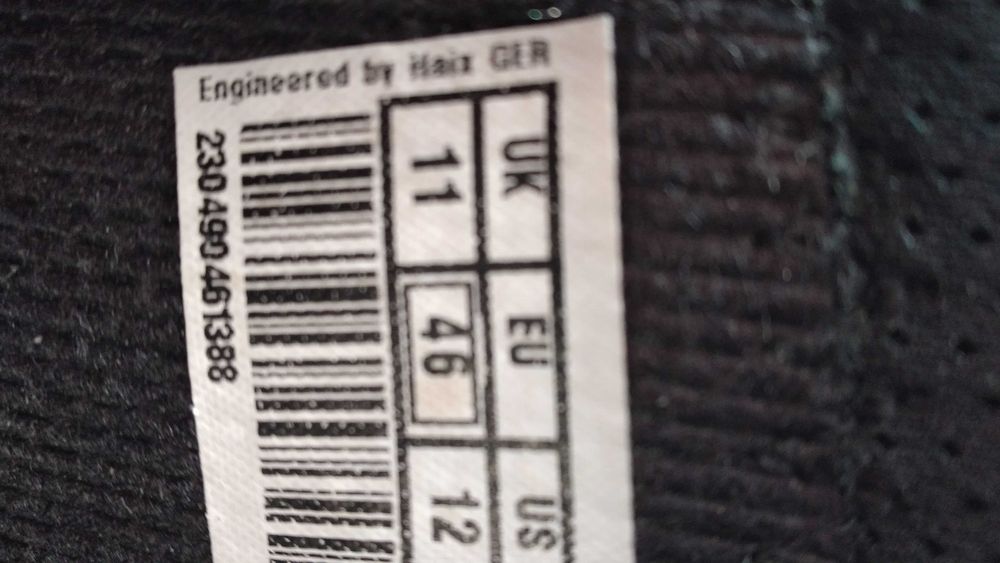 Engineered by Haix GER
UK EU US
11 46 12
230490461388